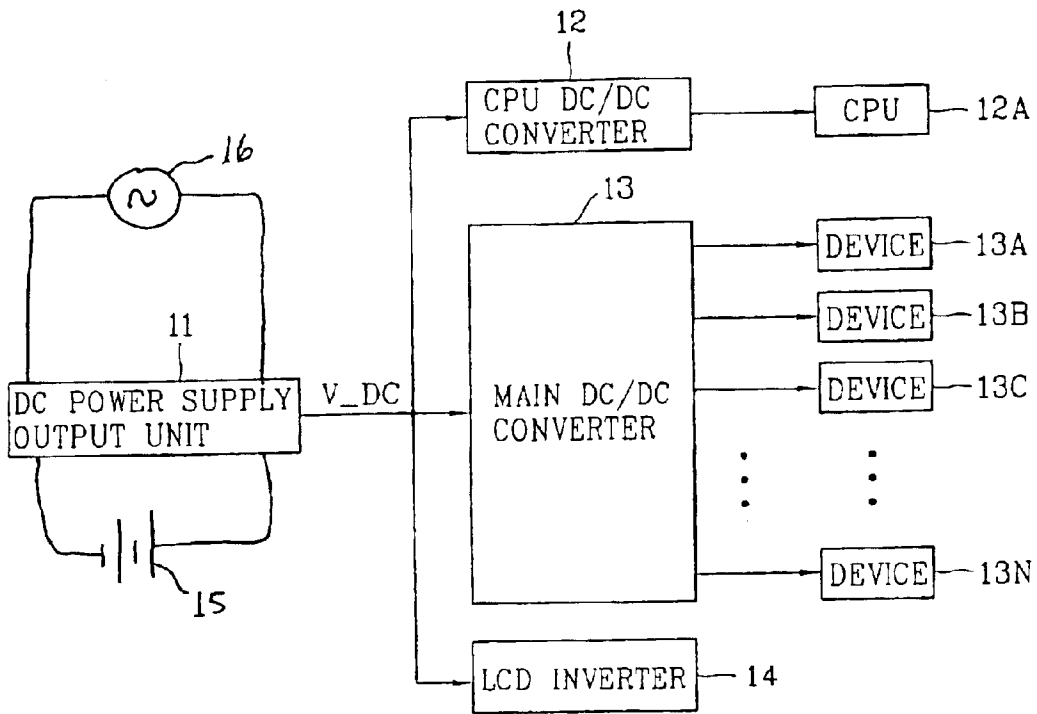 12
CPU DC/DC
CONVERTER
CPU
12A
16
~
13
DEVICE
13A
DEVICE
13B
11
DC POWER SUPPLY
OUTPUT UNIT
V_DC
MAIN DC/DC
CONVERTER
DEVICE
13C
15
DEVICE
13N
LCD INVERTER
14